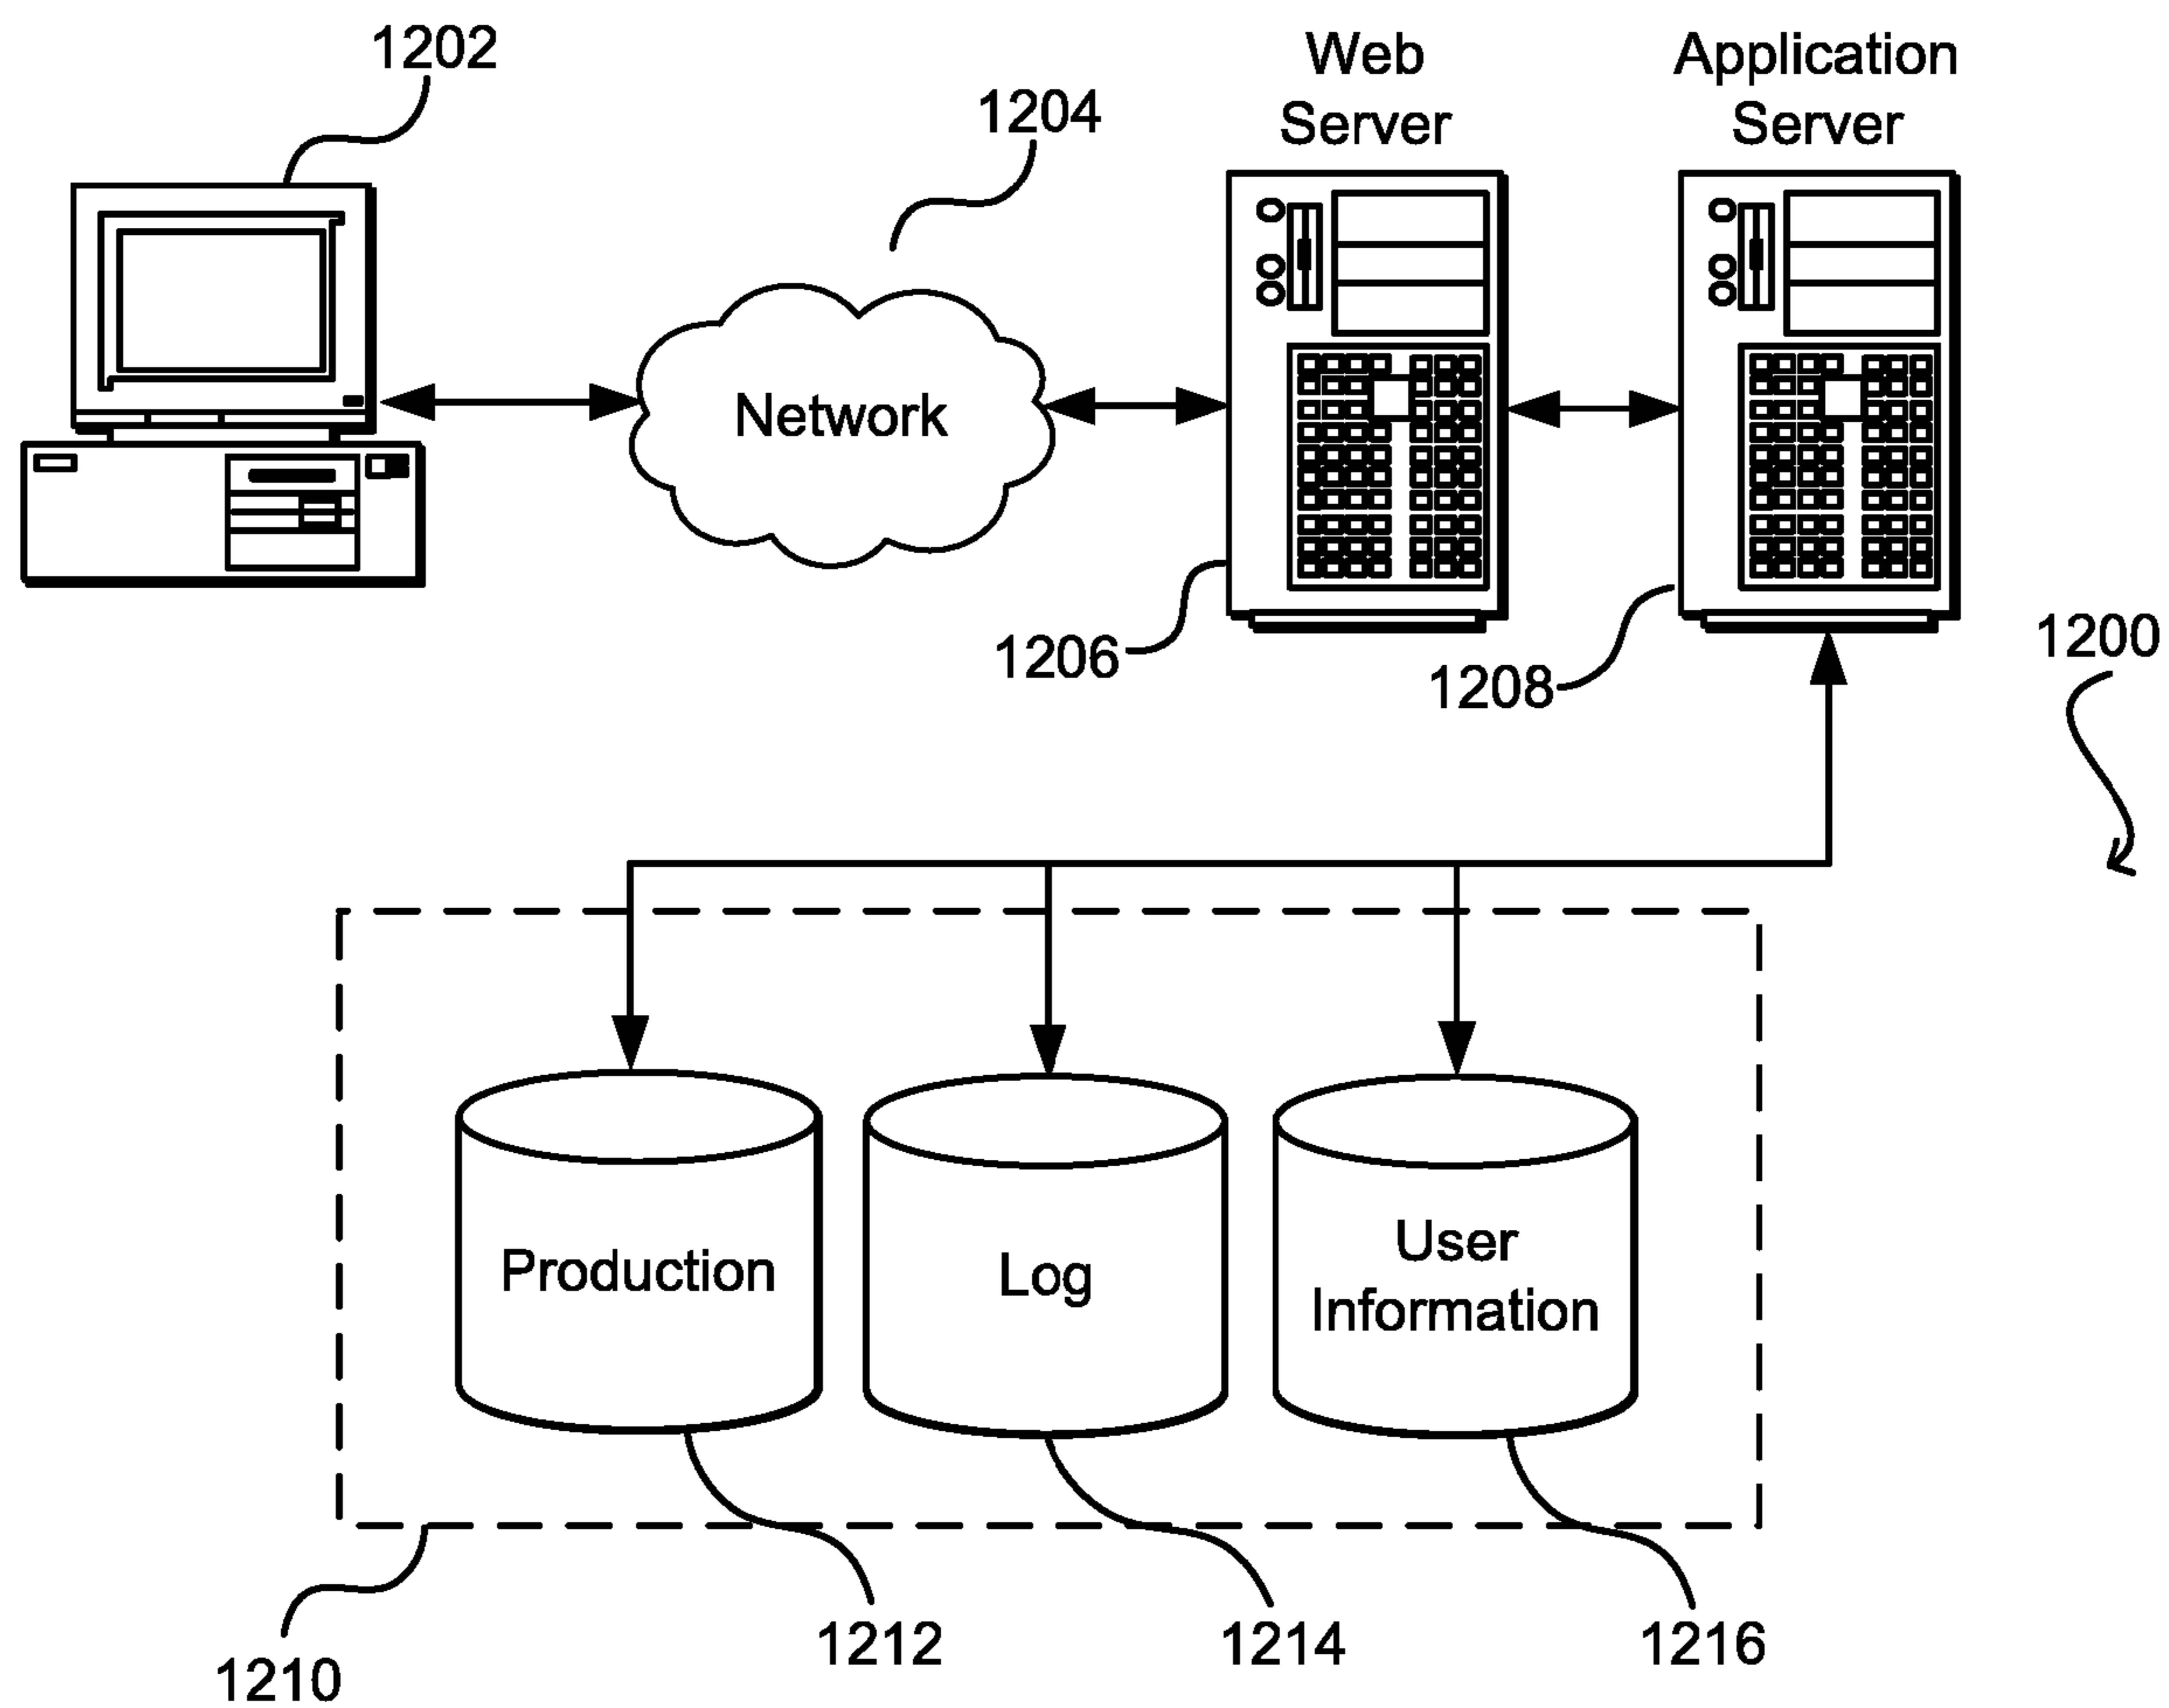 1202
1204
Web
Server
Application
Server
Network
1206
1208
1200
Production
Log
User
Information
1210
1212
1214
1216